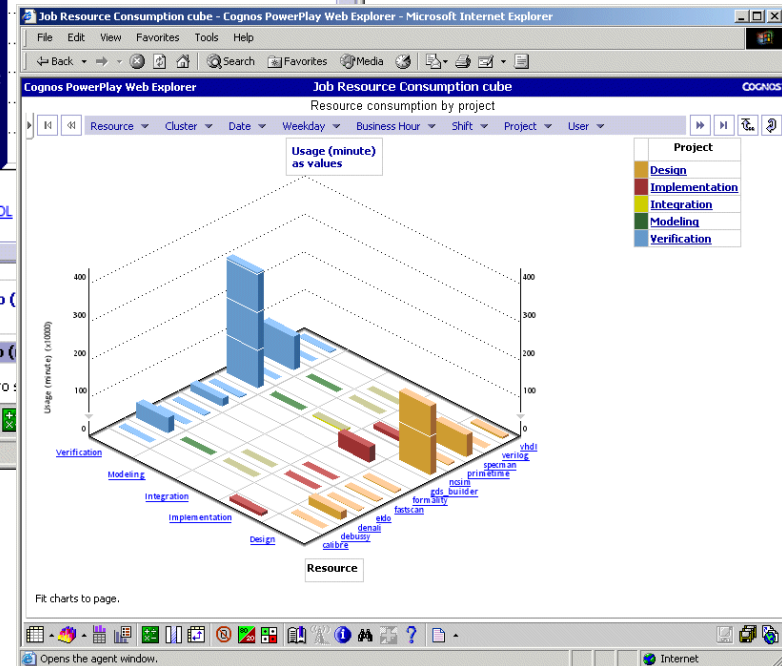 Job Resource Consumption cube - Cognos PowerPlay Web Explorer - Microsoft Internet Explorer
File Edit View Favorites Tools Help
Back Search Favorites Media
Cognos PowerPlay Web Explorer Job Resource Consumption cube COGNOS
Resource consumption by project
Resource Cluster Date Weekday Business Hour Shift Project User
Usage (minute)
as values
Project
Design
Implementation
Integration
Modeling
Verification
Usage (minute) (x10000)
400
300
200
100
0
400
300
200
100
0
Verification
Modeling
Integration
Implementation
Design
vhdl
verilog
specman
primetime
ncsim
gds_builder
formality
fastscan
eldo
denali
debussy
calibre
Resource
Fit charts to page.
Opens the agent window. Internet